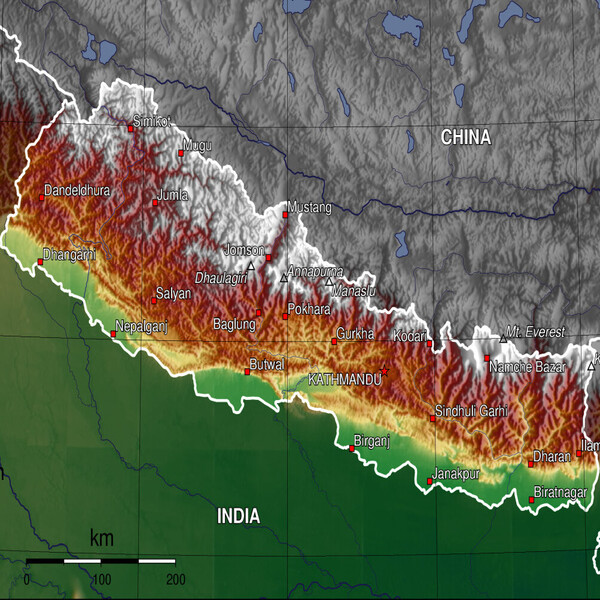 Simikot
CHINA
Mugu
Dandeldhura
Jumla
Mustang
Jomson
Dhangarhi
Dhaulagiri
Annapurna
Manaslu
Salyan
Pokhara
Baglung
Nepalganj
Gurkha
Kodari
Mt. Everest
Butwal
Namche Bazar
K
KATHMANDU
Sindhuli Garhi
Birganj
Ilam
Dharan
Janakpur
Biratnagar
INDIA
km
0 100 200